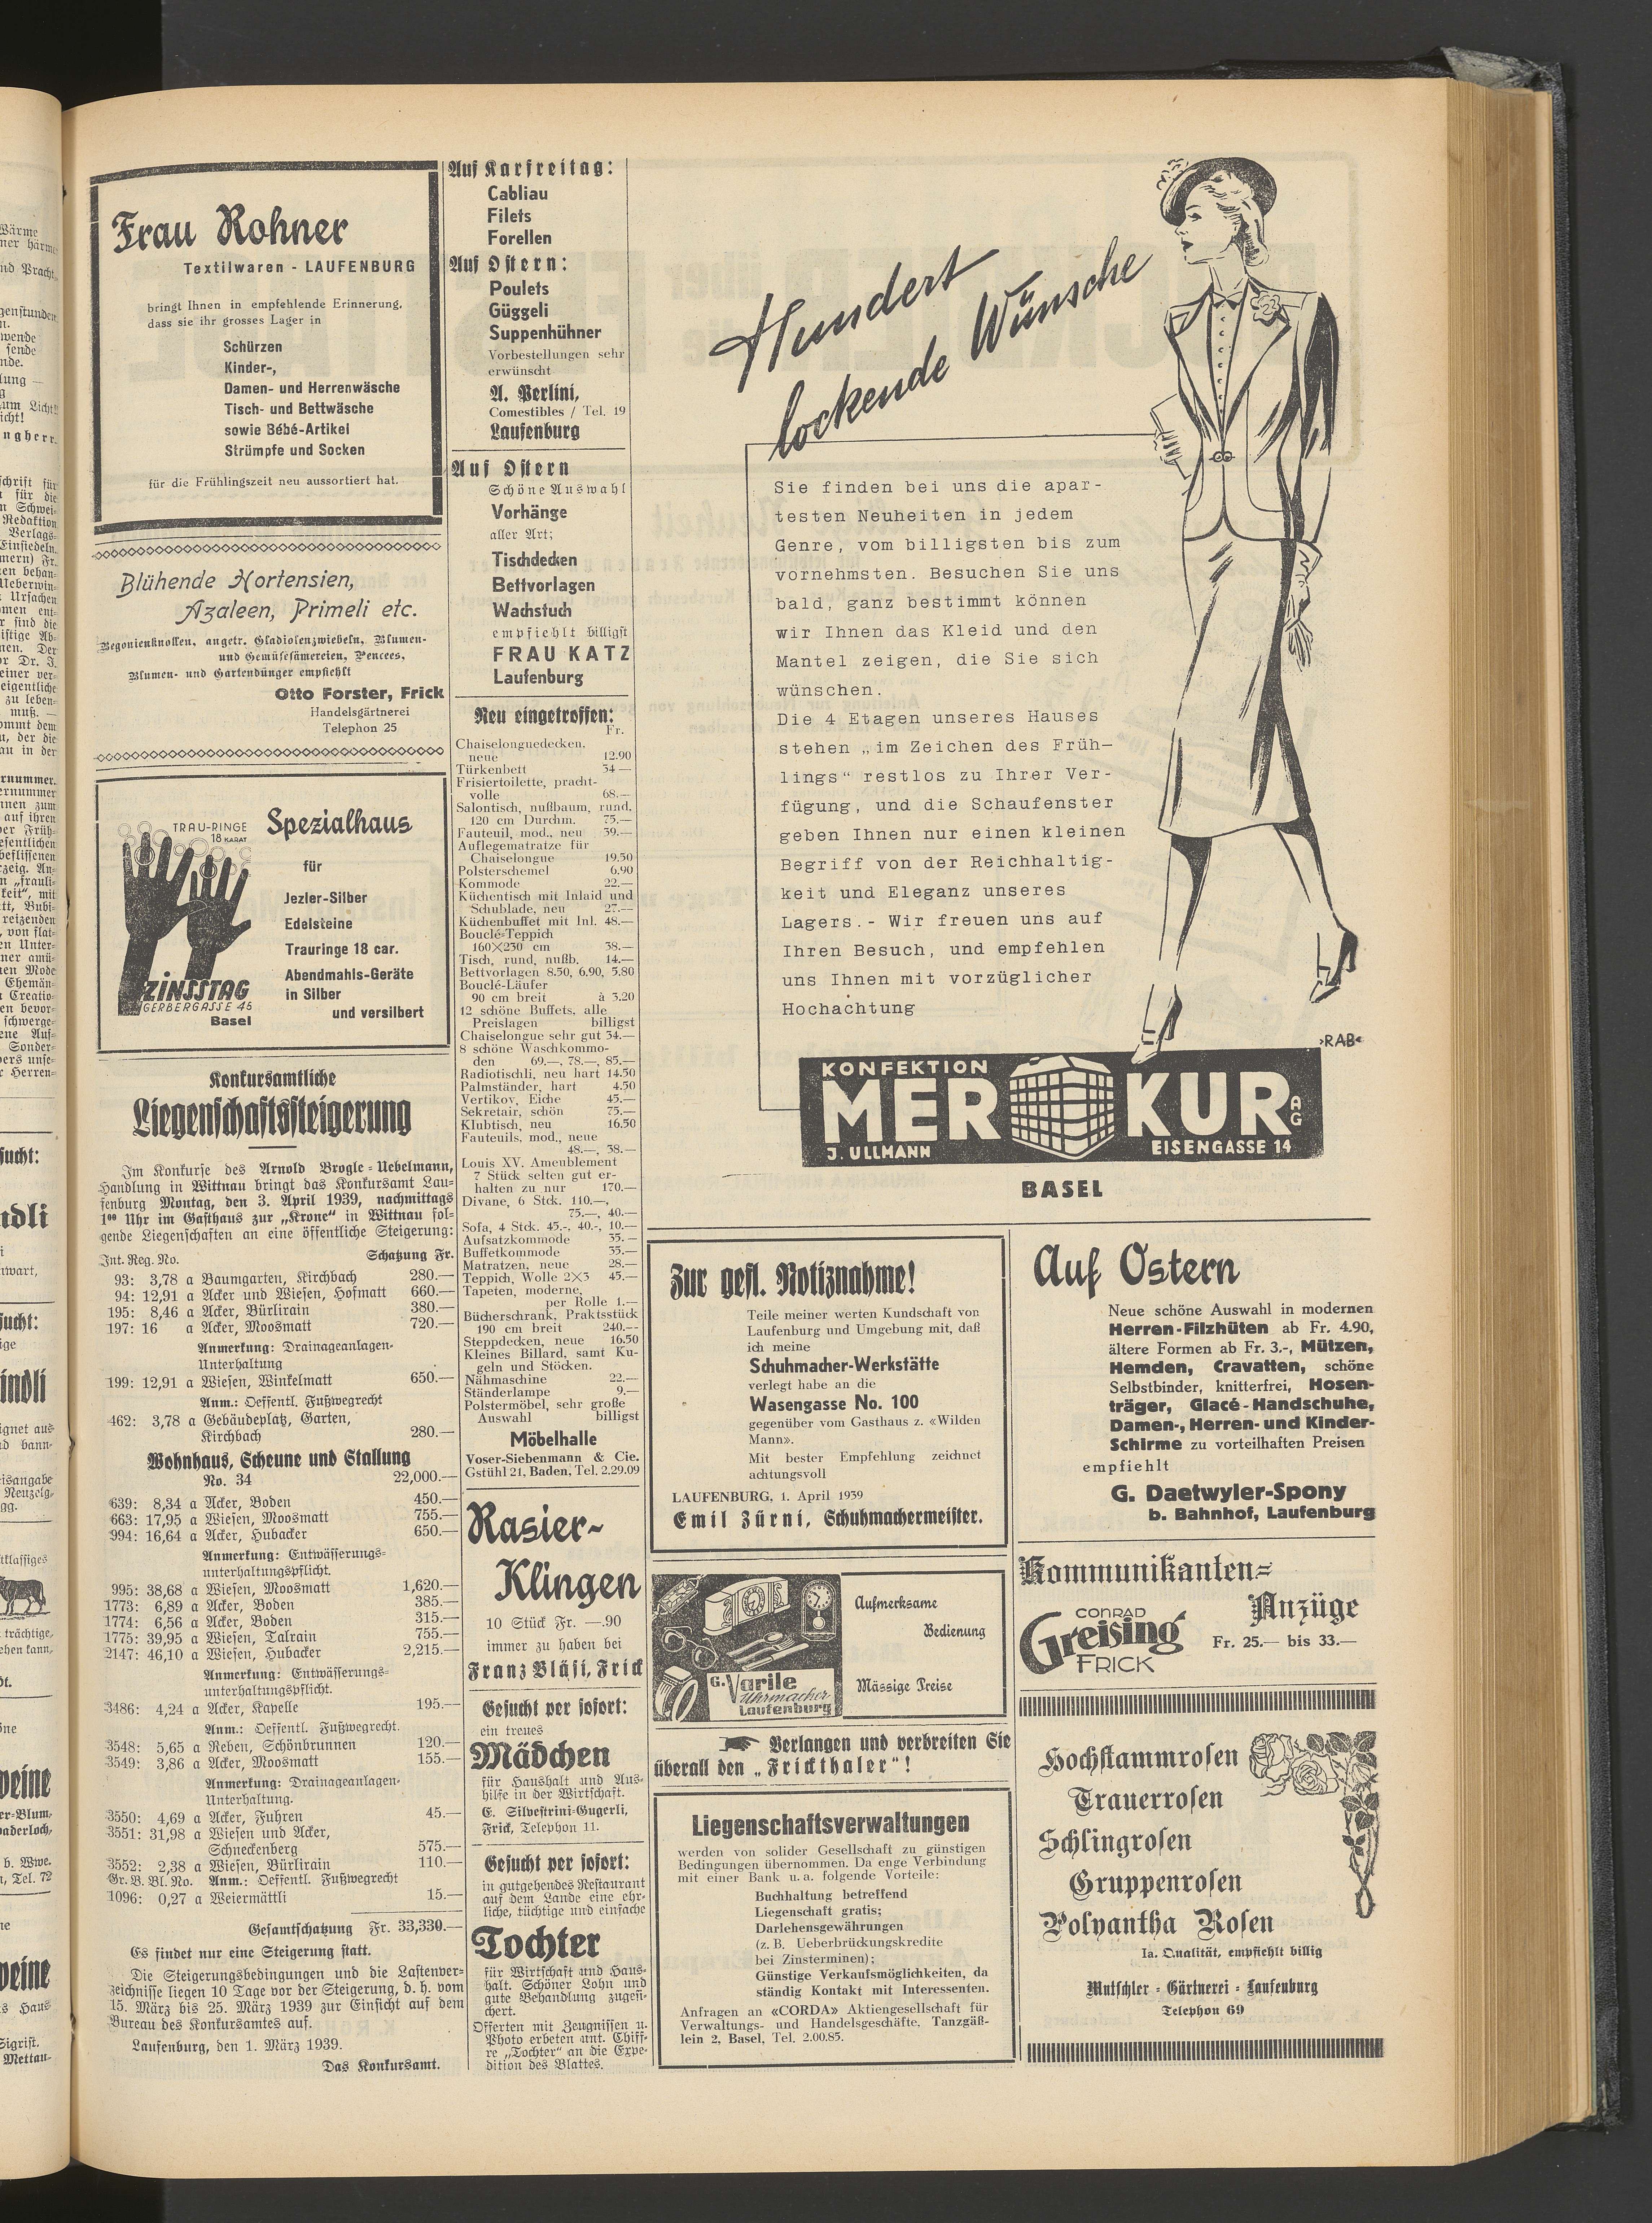 Frau Rohner
Textilwaren - LAUFENBURG
bringt Ihnen in empfehlende Erinnerung,
dass sie ihr grosses Lager in
Schürzen
Kinder-,
Damen- und Herrenwäsche
Tisch- und Bettwäsche
sowie Bébé-Artikel
Strümpfe und Socken
für die Frühlingszeit neu aussortiert hat.
Blühende Hortensien,
Azaleen, Primeli etc.
Begonienknollen, angetr. Gladiolenzwiebeln, Blumen-
und Gemüsesämereien, Pencees,
Blumen- und Gartendünger empfiehlt
Otto Forster, Frick
Handelsgärtnerei
Telephon 25
TRAU-RINGE
18 KARAT
ZINSSTAG
GERBERGASSE 46
Basel
Spezialhaus
für
Jezler-Silber
Edelsteine
Trauringe 18 car.
Abendmahls-Geräte
in Silber
und versilbert
Konkursamtliche
Liegenschaftssteigerung
Im Konkurse des Arnold Brogle-Uebelmann,
Handlung in Wittnau bringt das Konkursamt Lau-
fenburg Montag, den 3. April 1939, nachmittags
1⁰⁰ Uhr im Gasthaus zur „Krone“ in Wittnau fol-
gende Liegenschaften an eine öffentliche Steigerung:
Int. Reg. No. Schatzung Fr.
93: 3,78 a Baumgarten, Kirchbach 280.—
94: 12,91 a Acker und Wiesen, Hofmatt 660.—
195: 8,46 a Acker, Bürlirain 380.—
197: 16 a Acker, Moosmatt 720.—
Anmerkung: Drainageanlagen-
Unterhaltung
199: 12,91 a Wiesen, Winkelmatt 650.—
Anm.: Oeffentl. Fußwegrecht
462: 3,78 a Gebäudeplatz, Garten,
Kirchbach 280.—
Wohnhaus, Scheune und Stallung
No. 34 22,000.—
639: 8,34 a Acker, Boden 450.—
663: 17,95 a Wiesen, Moosmatt 755.—
994: 16,64 a Acker, Hubacker 650.—
Anmerkung: Entwässerungs-
unterhaltungspflicht.
995: 38,68 a Wiesen, Moosmatt 1,620.—
1773: 6,89 a Acker, Boden 385.—
1774: 6,56 a Acker, Boden 315.—
1775: 39,95 a Wiesen, Talrain 755.—
2147: 46,10 a Wiesen, Hubacker 2,215.—
Anmerkung: Entwässerungs-
unterhaltungspflicht.
3486: 4,24 a Acker, Kapelle 195.—
Anm.: Oeffentl. Fußwegrecht.
3548: 5,65 a Reben, Schönbrunnen 120.—
3549: 3,86 a Acker, Moosmatt 155.—
Anmerkung: Drainageanlagen-
Unterhaltung.
3550: 4,69 a Acker, Fuhren 45.—
3551: 31,98 a Wiesen und Acker,
Schneckenberg 575.—
3552: 2,38 a Wiesen, Bürlirain 110.—
Gr. B. Bl. No. Anm.: Oeffentl. Fußwegrecht
1096: 0,27 a Weiermättli 15.—
Gesamtschatzung Fr. 33,330.—
Es findet nur eine Steigerung statt.
Die Steigerungsbedingungen und die Lastenver-
zeichnisse liegen 10 Tage vor der Steigerung, d. h. vom
15. März bis 25. März 1939 zur Einsicht auf dem
Bureau des Konkursamtes auf.
Laufenburg, den 1. März 1939.
Das Konkursamt.
Auf Karfreitag:
Cabliau
Filets
Forellen
Auf Ostern:
Poulets
Güggeli
Suppenhühner
Vorbestellungen sehr
erwünscht
A. Perlini,
Comestibles / Tel. 19
Laufenburg
Auf Ostern
Schöne Auswahl
Vorhänge
aller Art;
Tischdecken
Bettvorlagen
Wachstuch
empfiehlt billigst
FRAU KATZ
Laufenburg
Neu eingetroffen:
Fr.
Chaiselonguedecken,
neue 12.90
Türkenbett 34.—
Frisiertoilette, pracht-
volle 68.—
Salontisch, nußbaum, rund,
120 cm Durchm. 75.—
Fauteuil, mod., neu 39.—
Auflegematratze für
Chaiselongue 19.50
Polsterschemel 6.90
Kommode 22.—
Küchentisch mit Inlaid und
Schublade, neu 27.—
Küchenbuffet mit Inl. 48.—
Bouclé-Teppich
160×230 cm 38.—
Tisch, rund, nußb. 14.—
Bettvorlagen 8.50, 6.90, 5.80
Bouclé-Läufer
90 cm breit à 3.20
12 schöne Buffets, alle
Preislagen billigst
Chaiselongue sehr gut 34.—
8 schöne Waschkommo-
den 69.—, 78.—, 85.—
Radiotischli, neu hart 14.50
Palmständer, hart 4.50
Vertikov, Eiche 45.—
Sekretair, schön 75.—
Klubtisch, neu 16.50
Fauteuils, mod., neue
48.—, 38.—
Louis XV. Ameublement
7 Stück selten gut er-
halten zu nur 170.—
Divane, 6 Stck. 110.—,
75.—, 40.—
Sofa, 4 Stck. 45.-, 40.-, 10.—
Aufsatzkommode 35.—
Buffetkommode 35.—
Matratzen, neue 28.—
Teppich, Wolle 2×3 45.—
Tapeten, moderne,
per Rolle 1.—
Bücherschrank, Praktsstück
190 cm breit 240.--
Steppdecken, neue 16.50
Kleines Billard, samt Ku-
geln und Stöcken.
Nähmaschine 22.—
Ständerlampe 9.—
Polstermöbel, sehr große
Auswahl billigst
Möbelhalle
Voser-Siebenmann & Cie.
Gstühl 21, Baden, Tel. 2.29.09
Rasier-
Klingen
10 Stück Fr. —.90
immer zu haben bei
Franz Bläsi, Frick
Gesucht per sofort:
ein treues
Mädchen
für Haushalt und Aus-
hilfe in der Wirtschaft.
E. Silvestrini-Gugerli,
Frick, Telephon 11.
Gesucht per sofort:
in gutgehendes Restaurant
auf dem Lande eine ehr-
liche, tüchtige und einfache
Tochter
für Wirtschaft und Haus-
halt. Schöner Lohn und
gute Behandlung zugesi-
chert.
Offerten mit Zeugnissen u.
Photo erbeten unt. Chiff-
re „Tochter“ an die Expe-
dition des Blattes.
Hundert
lockende Wünsche
Sie finden bei uns die apar-
testen Neuheiten in jedem
Genre, vom billigsten bis zum
vornehmsten. Besuchen Sie uns
bald, ganz bestimmt können
wir Ihnen das Kleid und den
Mantel zeigen, die Sie sich
wünschen.
Die 4 Etagen unseres Hauses
stehen „im Zeichen des Früh-
lings“ restlos zu Ihrer Ver-
fügung, und die Schaufenster
geben Ihnen nur einen kleinen
Begriff von der Reichhaltig-
keit und Eleganz unseres
Lagers.- Wir freuen uns auf
Ihren Besuch, und empfehlen
uns Ihnen mit vorzüglicher
Hochachtung
>RAB<
KONFEKTION
MERKUR AG
J. ULLMANN EISENGASSE 14
BASEL
Zur gefl. Notiznahme!
Teile meiner werten Kundschaft von
Laufenburg und Umgebung mit, daß
ich meine
Schuhmacher-Werkstätte
verlegt habe an die
Wasengasse No. 100
gegenüber vom Gasthaus z. «Wilden
Mann».
Mit bester Empfehlung zeichnet
achtungsvoll
LAUFENBURG, 1. April 1939
Emil Zürni, Schuhmachermeister.
G. Varile
Uhrmacher
Laufenburg
Aufmerksame
Bedienung
Mässige Preise
Verlangen und verbreiten Sie
überall den „Frickthaler“!
Liegenschaftsverwaltungen
werden von solider Gesellschaft zu günstigen
Bedingungen übernommen. Da enge Verbindung
mit einer Bank u. a. folgende Vorteile:
Buchhaltung betreffend
Liegenschaft gratis;
Darlehensgewährungen
(z. B. Ueberbrückungskredite
bei Zinsterminen);
Günstige Verkaufsmöglichkeiten, da
ständig Kontakt mit Interessenten.
Anfragen an «CORDA» Aktiengesellschaft für
Verwaltungs- und Handelsgeschäfte, Tanzgäß-
lein 2, Basel, Tel. 2.00.85.
Auf Ostern
Neue schöne Auswahl in modernen
Herren-Filzhüten ab Fr. 4.90,
ältere Formen ab Fr. 3.-, Mützen,
Hemden, Cravatten, schöne
Selbstbinder, knitterfrei, Hosen-
träger, Glacé-Handschuhe,
Damen-, Herren- und Kinder-
Schirme zu vorteilhaften Preisen
empfiehlt
G. Daetwyler-Spony
b. Bahnhof, Laufenburg
Kommunikanten-
Anzüge
CONRAD
Greising
FRICK
Fr. 25.— bis 33.—
Hochstammrosen
Trauerrosen
Schlingrosen
Gruppenrosen
Polyantha Rosen
Ia. Qualität, empfiehlt billig
Mutschler - Gärtnerei - Laufenburg
Telephon 69